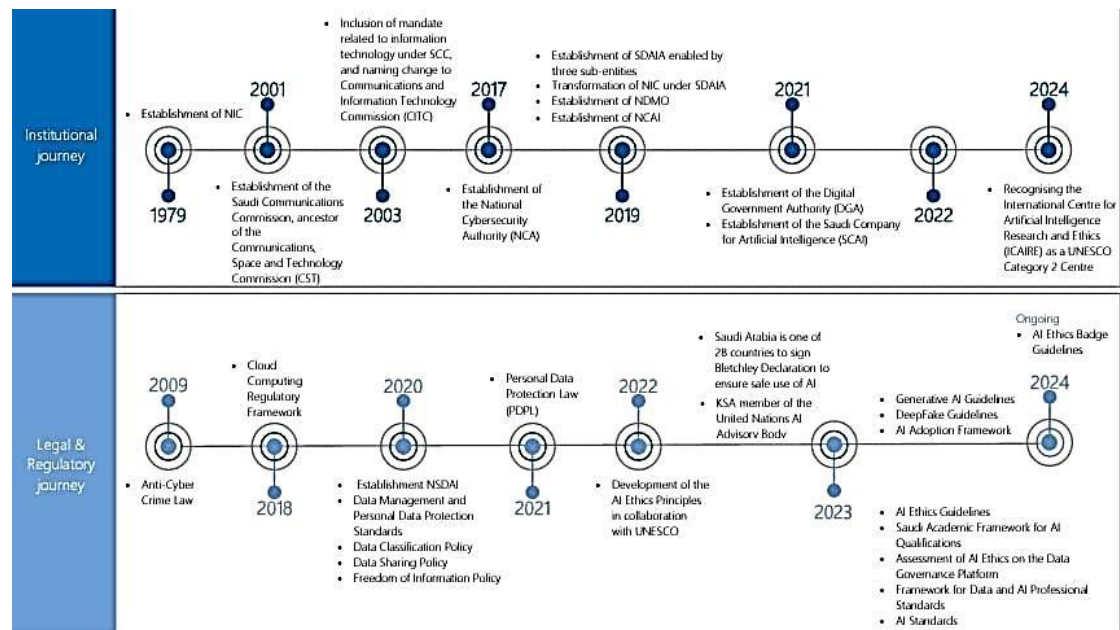 Institutional
journey
1979
• Establishment of NIC
2001
• Establishment of the
Saudi Communications
Commission, ancestor
of the
Communications,
Space and Technology
Commission (CST)
• Inclusion of mandate
related to information
technology under SCC,
and naming change to
Communications and
Information Technology
Commission (CITC)
2003
2017
• Establishment of
the National
Cybersecurity
Authority (NCA)
• Establishment of SDAIA enabled by
three sub-entities
• Transformation of NIC under SDAIA
• Establishment of NDMO
• Establishment of NCAI
2019
2021
• Establishment of the Digital
Government Authority (DGA)
• Establishment of the Saudi Company
for Artificial Intelligence (SCAI)
2022
2024
• Recognising the
International Centre for
Artificial Intelligence
Research and Ethics
(ICAIRE) as a UNESCO
Category 2 Centre
Legal &
Regulatory
journey
2009
• Anti-Cyber
Crime Law
• Cloud
Computing
Regulatory
Framework
2018
2020
• Establishment NSDAI
• Data Management and
Personal Data Protection
Standards
• Data Classification Policy
• Data Sharing Policy
• Freedom of Information Policy
• Personal Data
Protection Law
(PDPL)
2021
2022
• Development of the
AI Ethics Principles
in collaboration
with UNESCO
• Saudi Arabia is one of
28 countries to sign
Bletchley Declaration to
ensure safe use of AI
• KSA member of the
United Nations AI
Advisory Body
2023
• AI Ethics Guidelines
• Saudi Academic Framework for AI
Qualifications
• Assessment of AI Ethics on the Data
Governance Platform
• Framework for Data and AI Professional
Standards
• AI Standards
• Generative AI Guidelines
• DeepFake Guidelines
• AI Adoption Framework
Ongoing
• AI Ethics Badge
Guidelines
2024